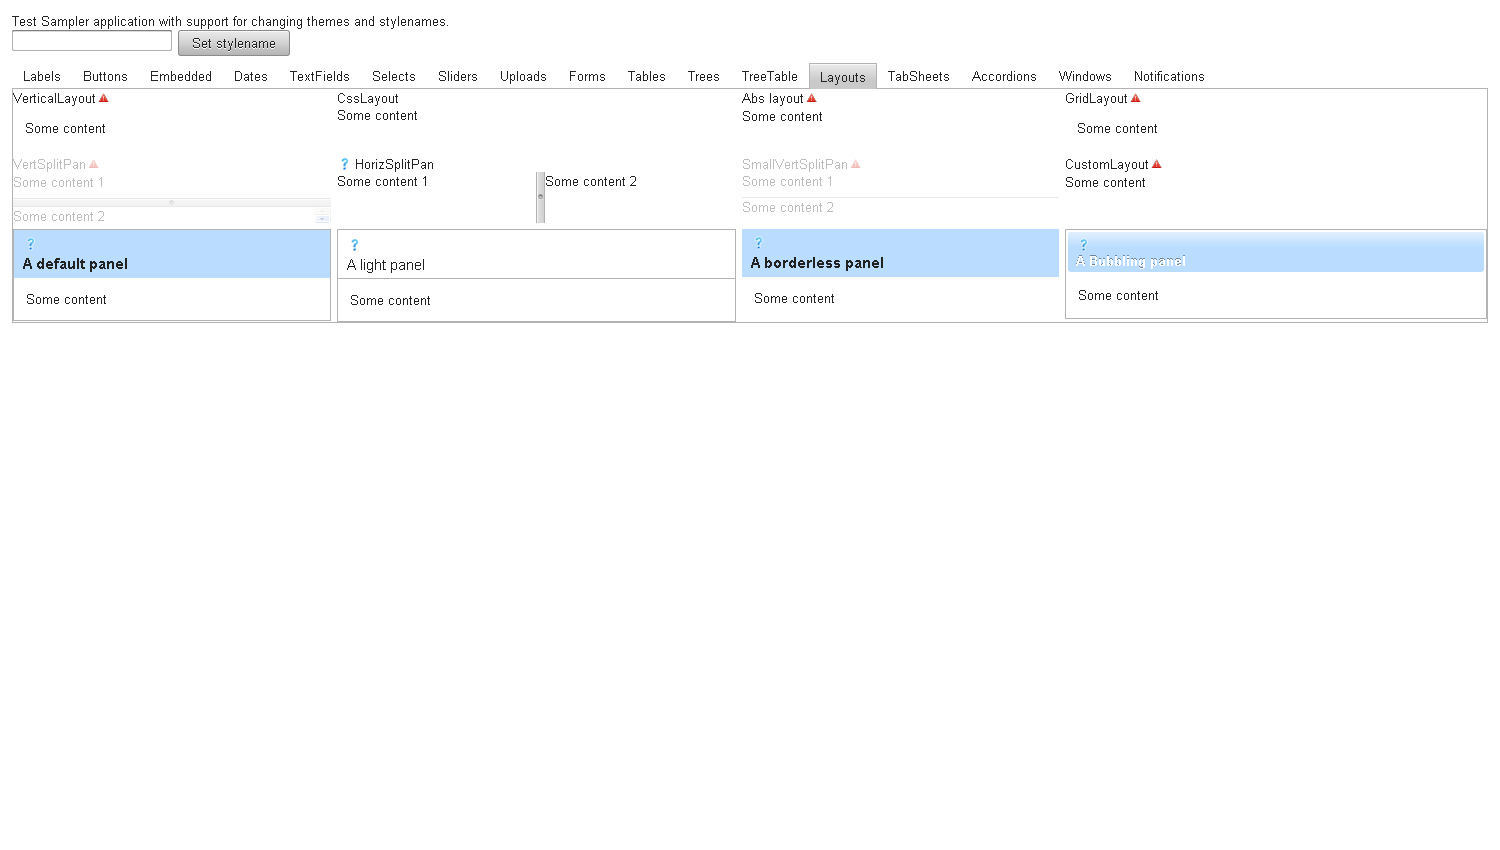 Test Sampler application with support for changing themes and stylenames.
Set stylename
Labels Buttons Embedded Dates TextFields Selects Sliders Uploads Forms Tables Trees TreeTable Layouts TabSheets Accordions Windows Notifications
VerticalLayout CssLayout Abs layout GridLayout
Some content Some content Some content Some content
VertSplitPan HorizSplitPan SmallVertSplitPan CustomLayout
Some content 1 Some content 1 Some content 2 Some content 1 Some content
Some content 2 Some content 2
A default panel A light panel A borderless panel A Bubbling panel
Some content Some content Some content Some content